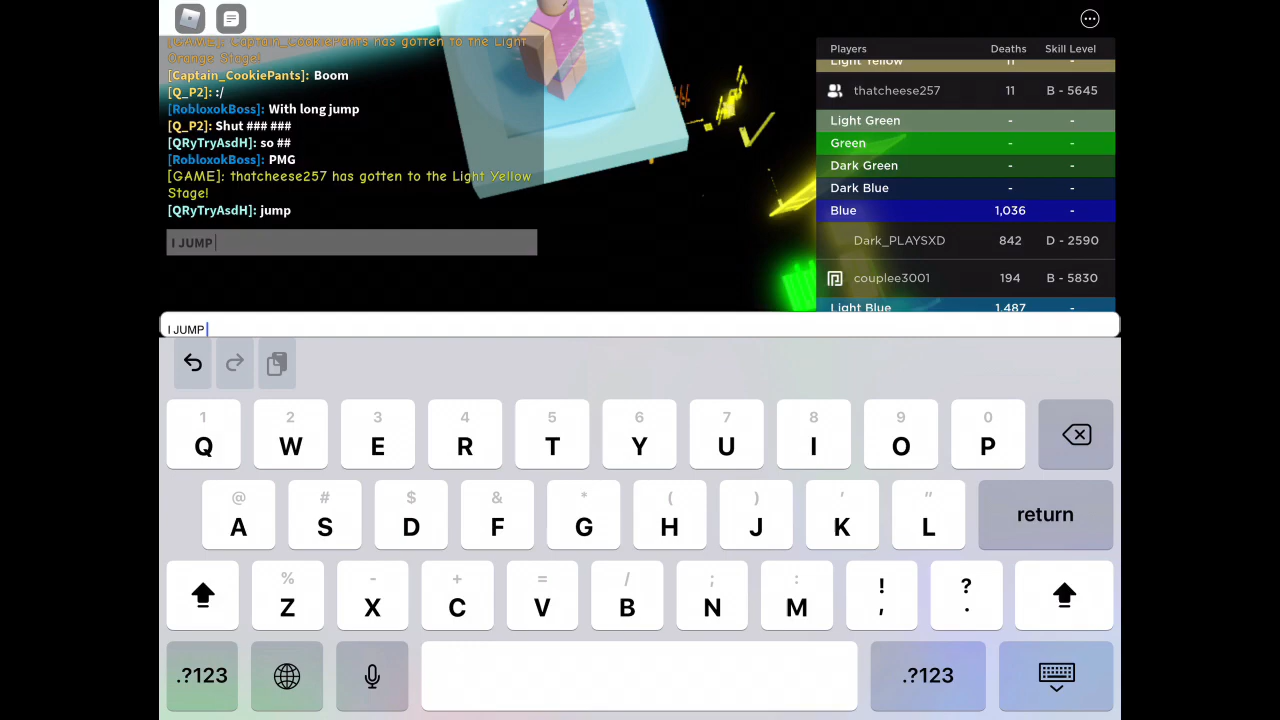 [GAME]: Captain_CookiePants has gotten to the Light
Orange Stage!
[Captain_CookiePants]: Boom
[Q_P2]: :/
[RobloxokBoss]: With long jump
[Q_P2]: Shut ### ###
[QRyTryAsdH]: so ##
[RobloxokBoss]: PMG
[GAME]: thatcheese257 has gotten to the Light Yellow
Stage!
[QRyTryAsdH]: jump
I JUMP
Players Deaths Skill Level
Light Yellow 11 -
thatcheese257 11 B - 5645
Light Green - -
Green - -
Dark Green - -
Dark Blue - -
Blue 1,036 -
Dark_PLAYSXD 842 D - 2590
couplee3001 194 B - 5830
Light Blue 1,487 -
I JUMP
1 2 3 4 5 6 7 8 9 0
Q W E R T Y U I O P
@ # $ & * ( ) ' "
A S D F G H J K L return
% - + = / ; : ! ?
Z X C V B N M , .
.?123 .?123